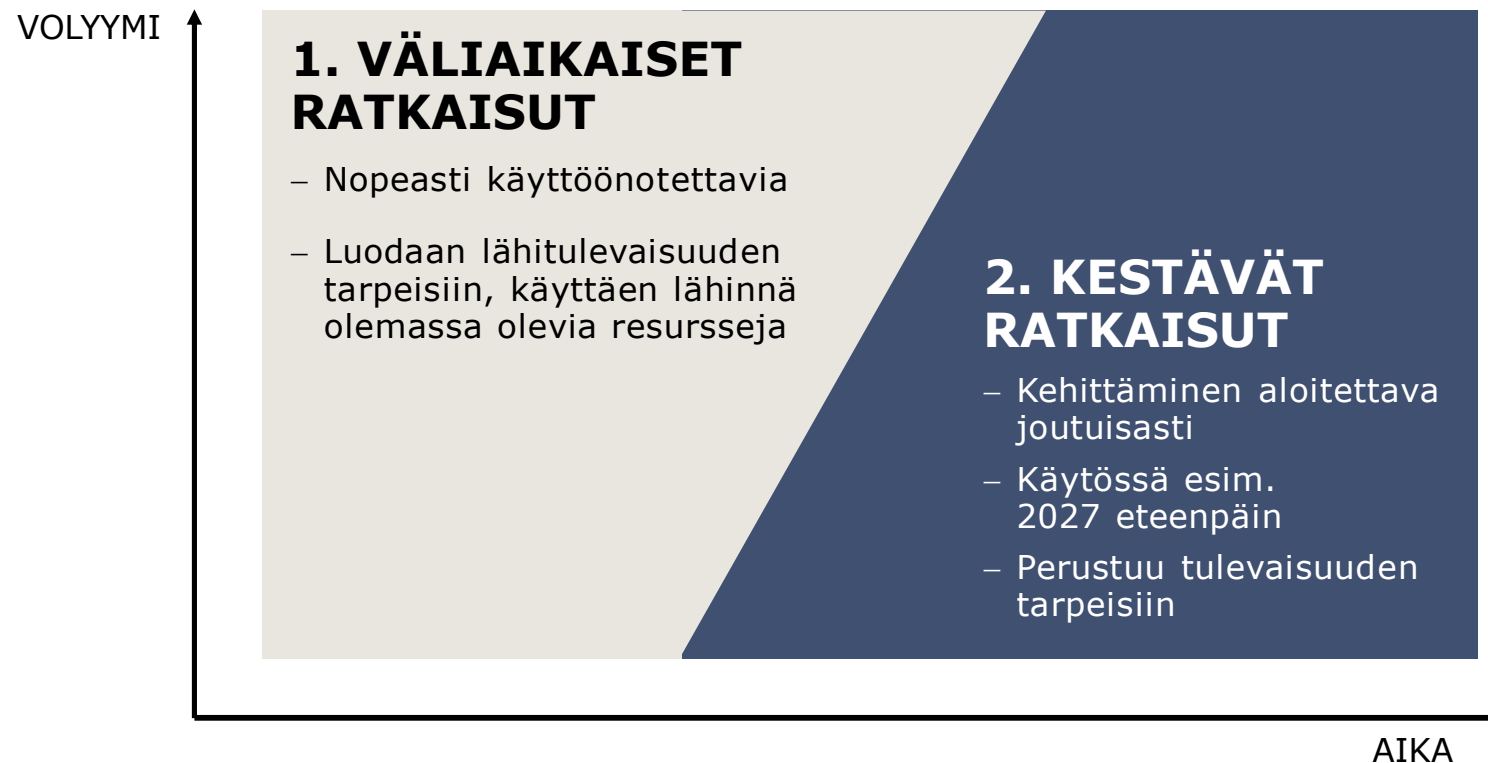 VOLYYMI
1. VÄLIAIKAISET
RATKAISUT
– Nopeasti käyttöönotettavia
– Luodaan lähitulevaisuuden
tarpeisiin, käyttäen lähinnä
olemassa olevia resursseja
2. KESTÄVÄT
RATKAISUT
– Kehittäminen aloitettava
joutuisasti
– Käytössä esim.
2027 eteenpäin
– Perustuu tulevaisuuden
tarpeisiin
AIKA